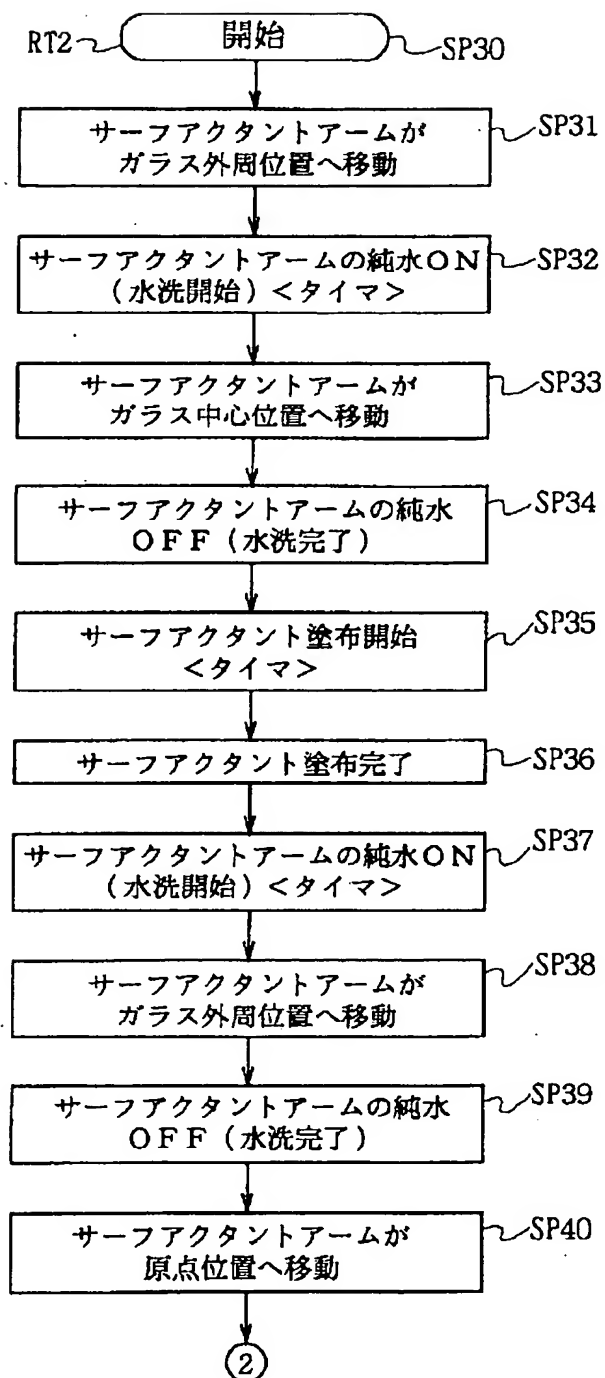 RT2
開始
SP30
サーフアクタントアームが
ガラス外周位置へ移動
SP31
サーフアクタントアームの純水ON
(水洗開始)<タイマ>
SP32
サーフアクタントアームが
ガラス中心位置へ移動
SP33
サーフアクタントアームの純水
OFF(水洗完了)
SP34
サーフアクタント塗布開始
<タイマ>
SP35
サーフアクタント塗布完了
SP36
サーフアクタントアームの純水ON
(水洗開始)<タイマ>
SP37
サーフアクタントアームが
ガラス外周位置へ移動
SP38
サーフアクタントアームの純水
OFF(水洗完了)
SP39
サーフアクタントアームが
原点位置へ移動
SP40
2